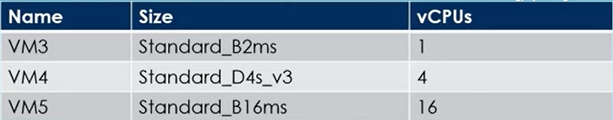 Name Size vCPUs
VM3 Standard_B2ms 1
VM4 Standard_D4s_v3 4
VM5 Standard_B16ms 16